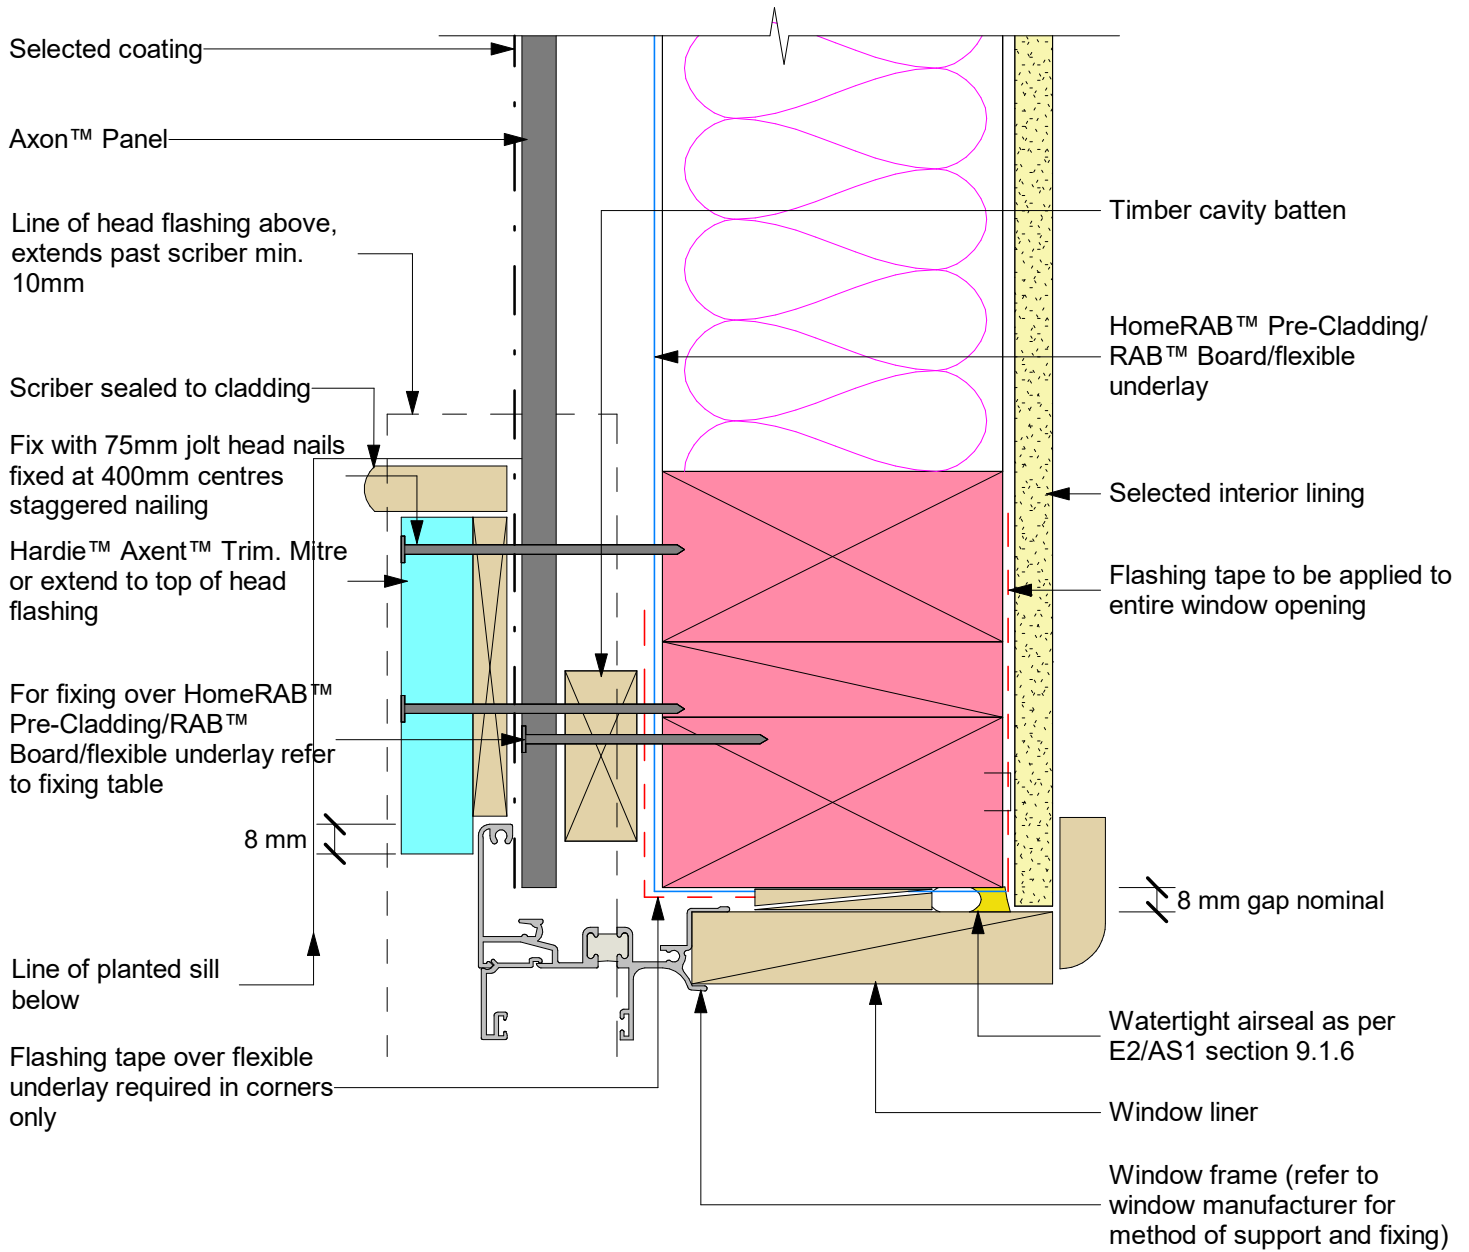 Selected coating
Axon™ Panel
Line of head flashing above,
extends past scriber min.
10mm
Scriber sealed to cladding
Fix with 75mm jolt head nails
fixed at 400mm centres
staggered nailing
Hardie™ Axent™ Trim. Mitre
or extend to top of head
flashing
For fixing over HomeRAB™
Pre-Cladding/RAB™
Board/flexible underlay refer
to fixing table
8 mm
Line of planted sill
below
Flashing tape over flexible
underlay required in corners
only
Timber cavity batten
HomeRAB™ Pre-Cladding/
RAB™ Board/flexible
underlay
Selected interior lining
Flashing tape to be applied to
entire window opening
8 mm gap nominal
Watertight airseal as per
E2/AS1 section 9.1.6
Window liner
Window frame (refer to
window manufacturer for
method of support and fixing)